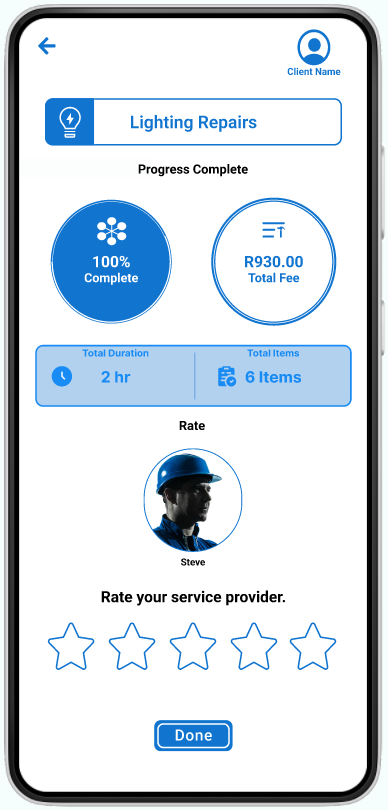 Client Name
Lighting Repairs
Progress Complete
100%
Complete
R930.00
Total Fee
Total Duration
2 hr
Total Items
6 Items
Rate
Steve
Rate your service provider.
Done